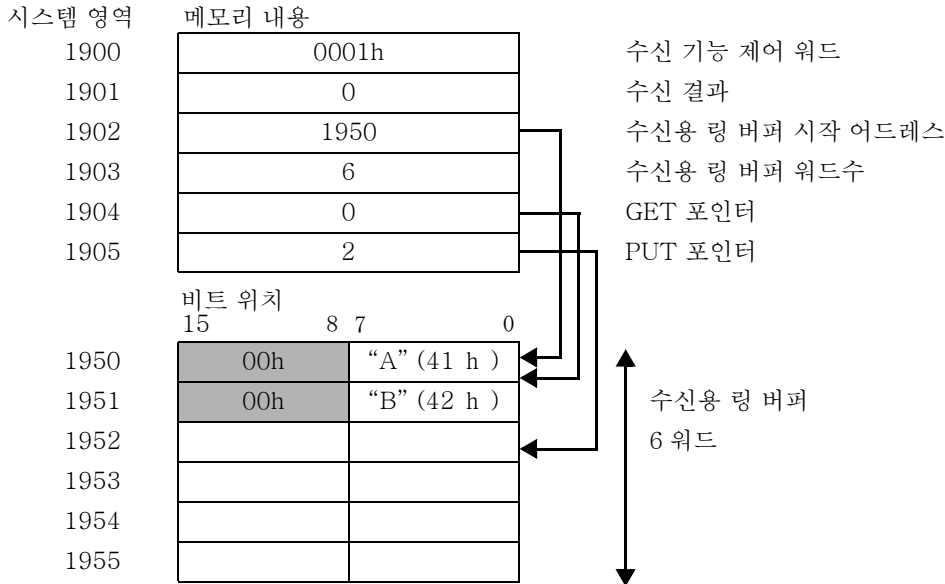 시스템 영역 메모리 내용
1900 0001h 수신 기능 제어 워드
1901 0 수신 결과
1902 1950 수신용 링 버퍼 시작 어드레스
1903 6 수신용 링 버퍼 워드수
1904 0 GET 포인터
1905 2 PUT 포인터
비트 위치
15 8 7 0
1950 00h “A” (41 h )
1951 00h “B” (42 h ) 수신용 링 버퍼
1952 6 워드
1953
1954
1955